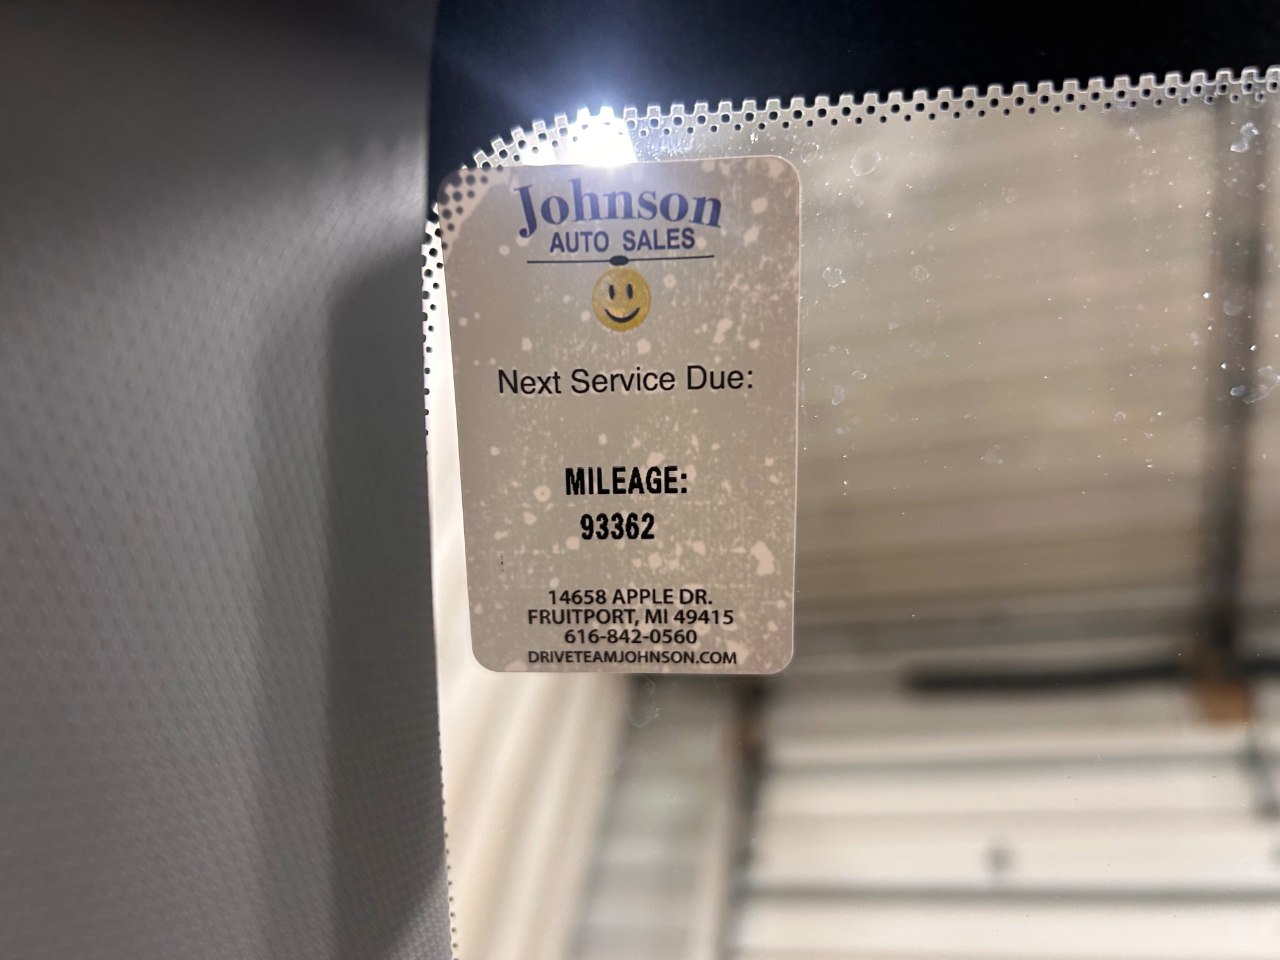 Johnson
AUTO SALES
Next Service Due:
MILEAGE:
93362
14658 APPLE DR.
FRUITPORT, MI 49415
616-842-0560
DRIVETEAMJOHNSON.COM